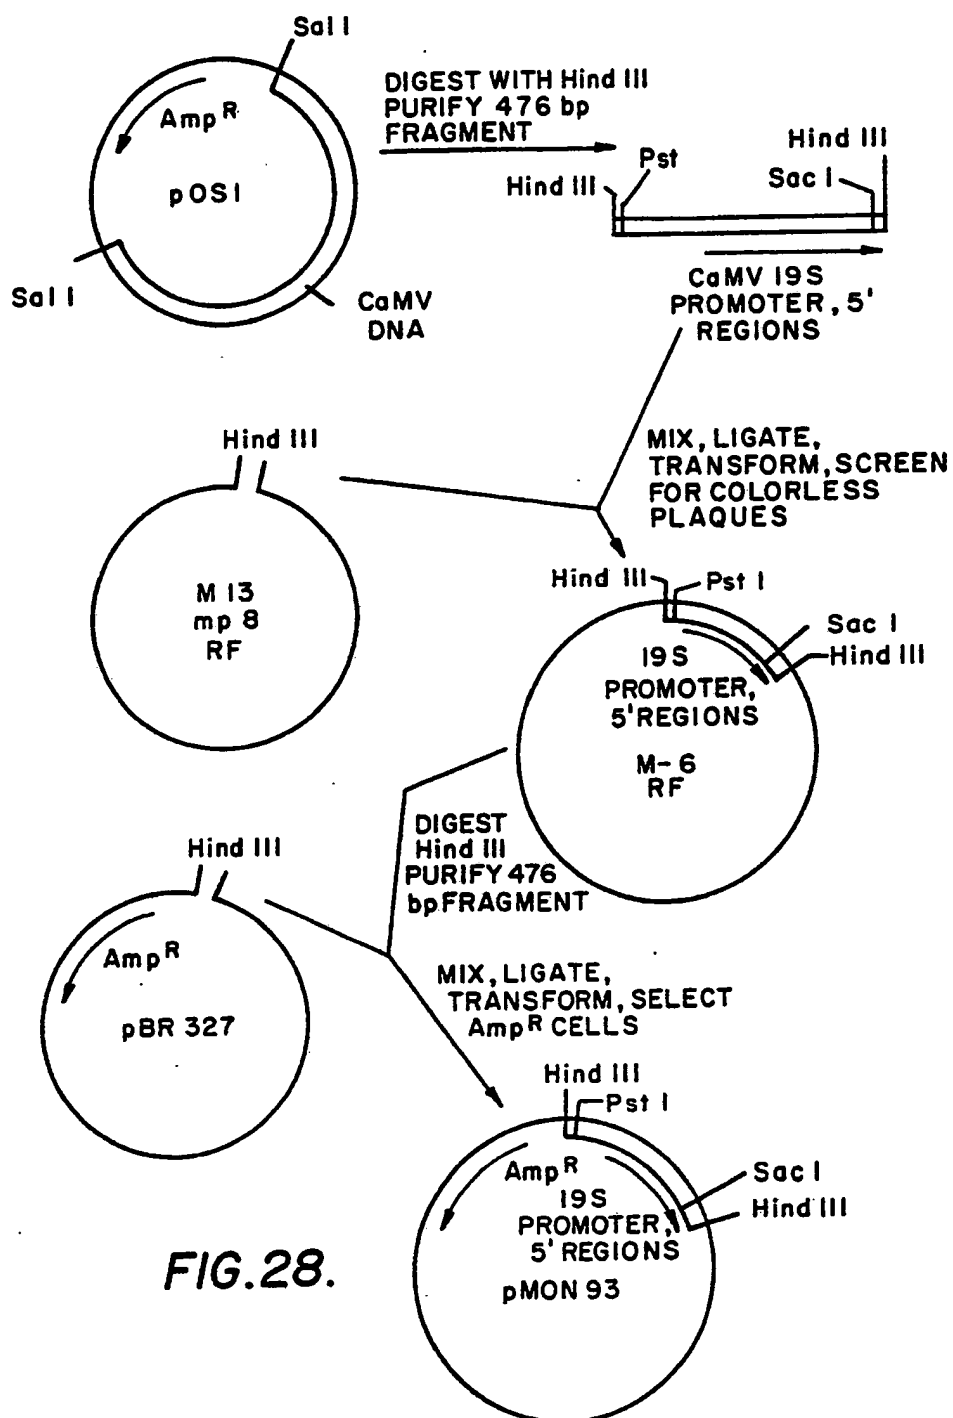 Sal I
Amp R
pOS1
Sal I
CaMV
DNA
DIGEST WITH Hind III
PURIFY 476 bp
FRAGMENT
Hind III
Pst
Hind III
Sac I
CaMV 19S
PROMOTER, 5'
REGIONS
Hind III
M 13
mp 8
RF
MIX, LIGATE,
TRANSFORM, SCREEN
FOR COLORLESS
PLAQUES
Hind III
Pst I
Sac I
Hind III
19S
PROMOTER,
5' REGIONS
M-6
RF
DIGEST
Hind III
PURIFY 476
bp FRAGMENT
Hind III
Amp R
pBR 327
MIX, LIGATE,
TRANSFORM, SELECT
Amp R CELLS
Hind III
Pst I
Amp R
Sac I
Hind III
19S
PROMOTER,
5' REGIONS
pMON 93
FIG.28.